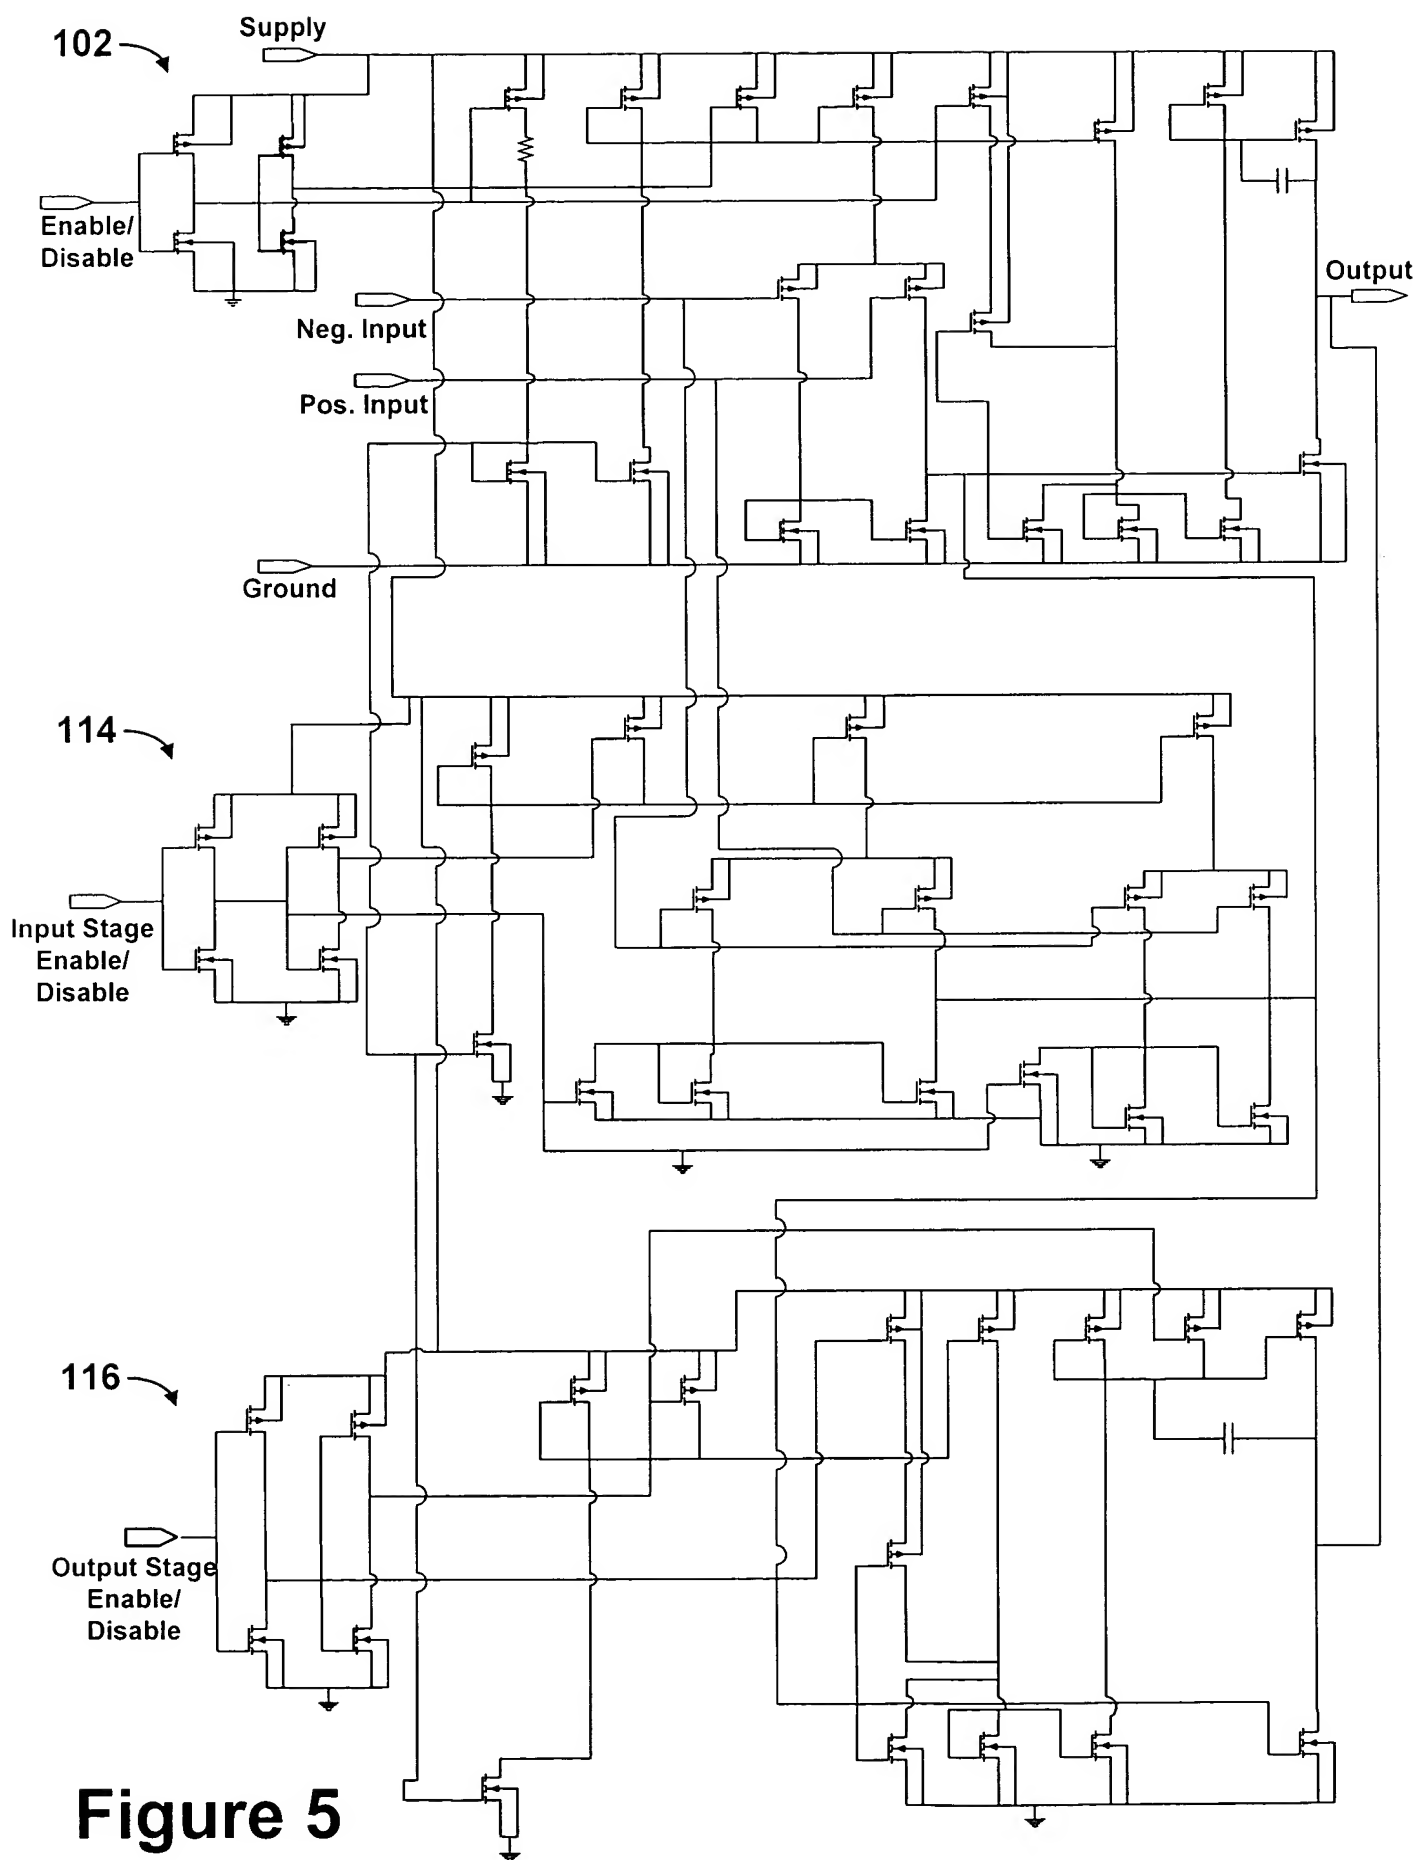 Supply
102
Enable/
Disable
Output
Neg. Input
Pos. Input
Ground
114
Input Stage
Enable/
Disable
116
Output Stage
Enable/
Disable
Figure 5